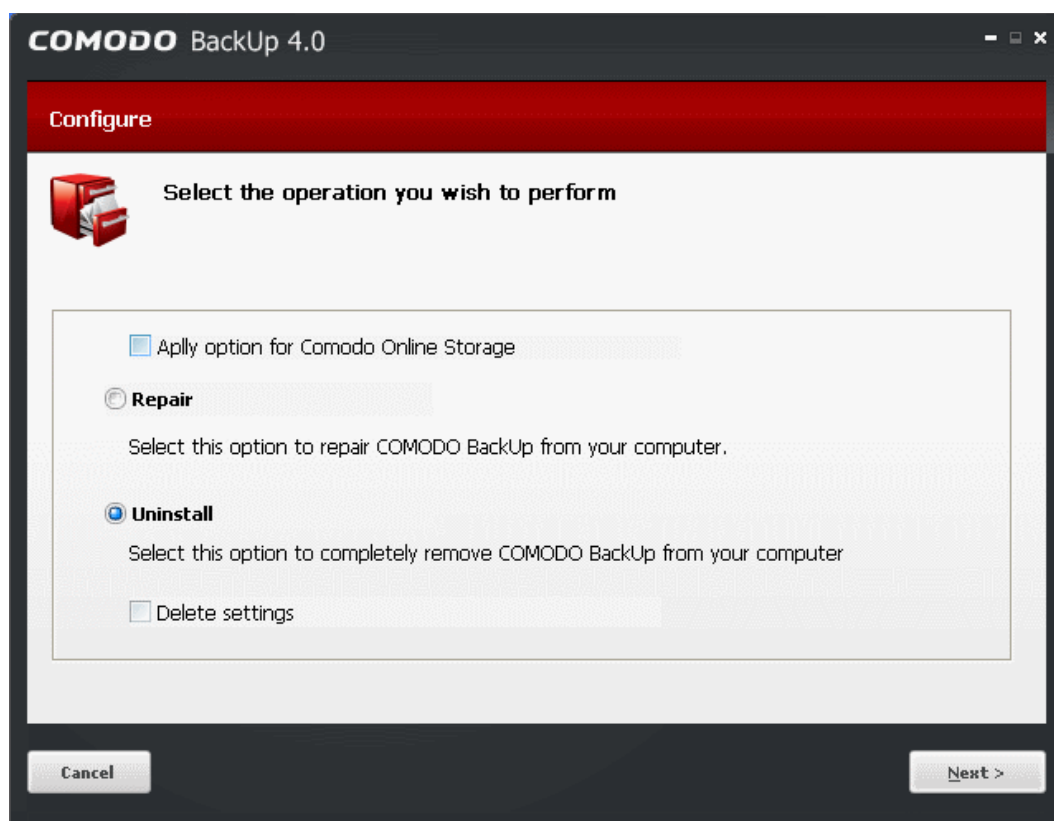 COMODO BackUp 4.0
Configure
Select the operation you wish to perform
Aplly option for Comodo Online Storage
Repair
Select this option to repair COMODO BackUp from your computer.
Uninstall
Select this option to completely remove COMODO BackUp from your computer
Delete settings
Cancel
Next >